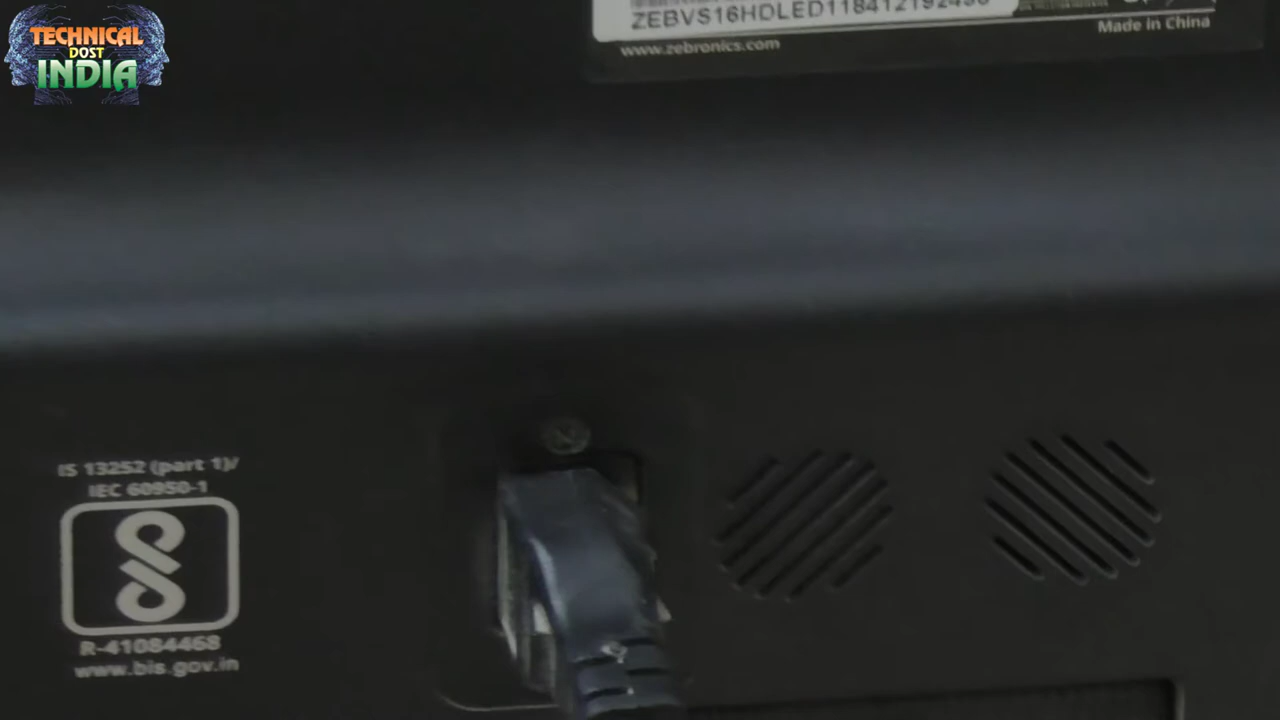 TECHNICAL
DOST
INDIA
ZEBVS16HDLED118412192436
www.zebronics.com
Made in China
IS 13252 (part 1)/
IEC 60950-1
R-41084468
www.bis.gov.in